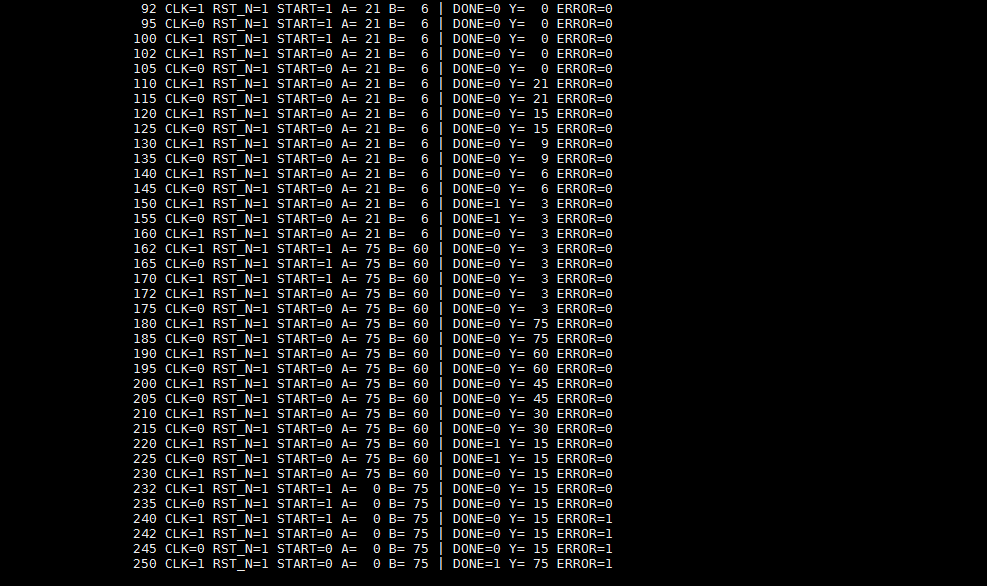 92 CLK=1 RST_N=1 START=1 A= 21 B=  6 | DONE=0 Y=  0 ERROR=0
95 CLK=0 RST_N=1 START=1 A= 21 B=  6 | DONE=0 Y=  0 ERROR=0
100 CLK=1 RST_N=1 START=1 A= 21 B=  6 | DONE=0 Y=  0 ERROR=0
102 CLK=1 RST_N=1 START=0 A= 21 B=  6 | DONE=0 Y=  0 ERROR=0
105 CLK=0 RST_N=1 START=0 A= 21 B=  6 | DONE=0 Y=  0 ERROR=0
110 CLK=1 RST_N=1 START=0 A= 21 B=  6 | DONE=0 Y= 21 ERROR=0
115 CLK=0 RST_N=1 START=0 A= 21 B=  6 | DONE=0 Y= 21 ERROR=0
120 CLK=1 RST_N=1 START=0 A= 21 B=  6 | DONE=0 Y= 15 ERROR=0
125 CLK=0 RST_N=1 START=0 A= 21 B=  6 | DONE=0 Y= 15 ERROR=0
130 CLK=1 RST_N=1 START=0 A= 21 B=  6 | DONE=0 Y=  9 ERROR=0
135 CLK=0 RST_N=1 START=0 A= 21 B=  6 | DONE=0 Y=  9 ERROR=0
140 CLK=1 RST_N=1 START=0 A= 21 B=  6 | DONE=0 Y=  6 ERROR=0
145 CLK=0 RST_N=1 START=0 A= 21 B=  6 | DONE=0 Y=  6 ERROR=0
150 CLK=1 RST_N=1 START=0 A= 21 B=  6 | DONE=1 Y=  3 ERROR=0
155 CLK=0 RST_N=1 START=0 A= 21 B=  6 | DONE=1 Y=  3 ERROR=0
160 CLK=1 RST_N=1 START=0 A= 21 B=  6 | DONE=0 Y=  3 ERROR=0
162 CLK=1 RST_N=1 START=1 A= 75 B= 60 | DONE=0 Y=  3 ERROR=0
165 CLK=0 RST_N=1 START=1 A= 75 B= 60 | DONE=0 Y=  3 ERROR=0
170 CLK=1 RST_N=1 START=1 A= 75 B= 60 | DONE=0 Y=  3 ERROR=0
172 CLK=1 RST_N=1 START=0 A= 75 B= 60 | DONE=0 Y=  3 ERROR=0
175 CLK=0 RST_N=1 START=0 A= 75 B= 60 | DONE=0 Y=  3 ERROR=0
180 CLK=1 RST_N=1 START=0 A= 75 B= 60 | DONE=0 Y= 75 ERROR=0
185 CLK=0 RST_N=1 START=0 A= 75 B= 60 | DONE=0 Y= 75 ERROR=0
190 CLK=1 RST_N=1 START=0 A= 75 B= 60 | DONE=0 Y= 60 ERROR=0
195 CLK=0 RST_N=1 START=0 A= 75 B= 60 | DONE=0 Y= 60 ERROR=0
200 CLK=1 RST_N=1 START=0 A= 75 B= 60 | DONE=0 Y= 45 ERROR=0
205 CLK=0 RST_N=1 START=0 A= 75 B= 60 | DONE=0 Y= 45 ERROR=0
210 CLK=1 RST_N=1 START=0 A= 75 B= 60 | DONE=0 Y= 30 ERROR=0
215 CLK=0 RST_N=1 START=0 A= 75 B= 60 | DONE=0 Y= 30 ERROR=0
220 CLK=1 RST_N=1 START=0 A= 75 B= 60 | DONE=1 Y= 15 ERROR=0
225 CLK=0 RST_N=1 START=0 A= 75 B= 60 | DONE=1 Y= 15 ERROR=0
230 CLK=1 RST_N=1 START=0 A= 75 B= 60 | DONE=0 Y= 15 ERROR=0
232 CLK=1 RST_N=1 START=1 A=  0 B= 75 | DONE=0 Y= 15 ERROR=0
235 CLK=0 RST_N=1 START=1 A=  0 B= 75 | DONE=0 Y= 15 ERROR=0
240 CLK=1 RST_N=1 START=1 A=  0 B= 75 | DONE=0 Y= 15 ERROR=1
242 CLK=1 RST_N=1 START=0 A=  0 B= 75 | DONE=0 Y= 15 ERROR=1
245 CLK=0 RST_N=1 START=0 A=  0 B= 75 | DONE=0 Y= 15 ERROR=1
250 CLK=1 RST_N=1 START=0 A=  0 B= 75 | DONE=1 Y= 75 ERROR=1